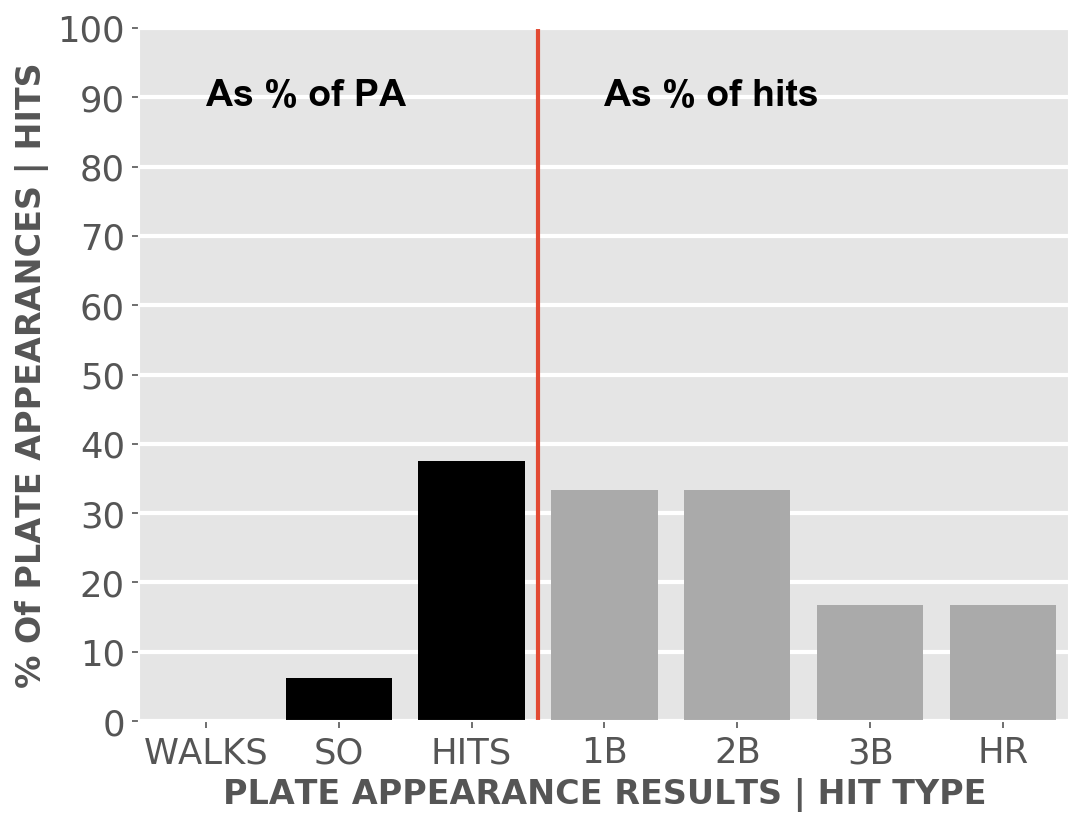 % Of PLATE APPEARANCES | HITS
100
90
80
70
60
50
40
30
20
10
0
As % of PA
As % of hits
WALKS SO HITS 1B 2B 3B HR
PLATE APPEARANCE RESULTS | HIT TYPE